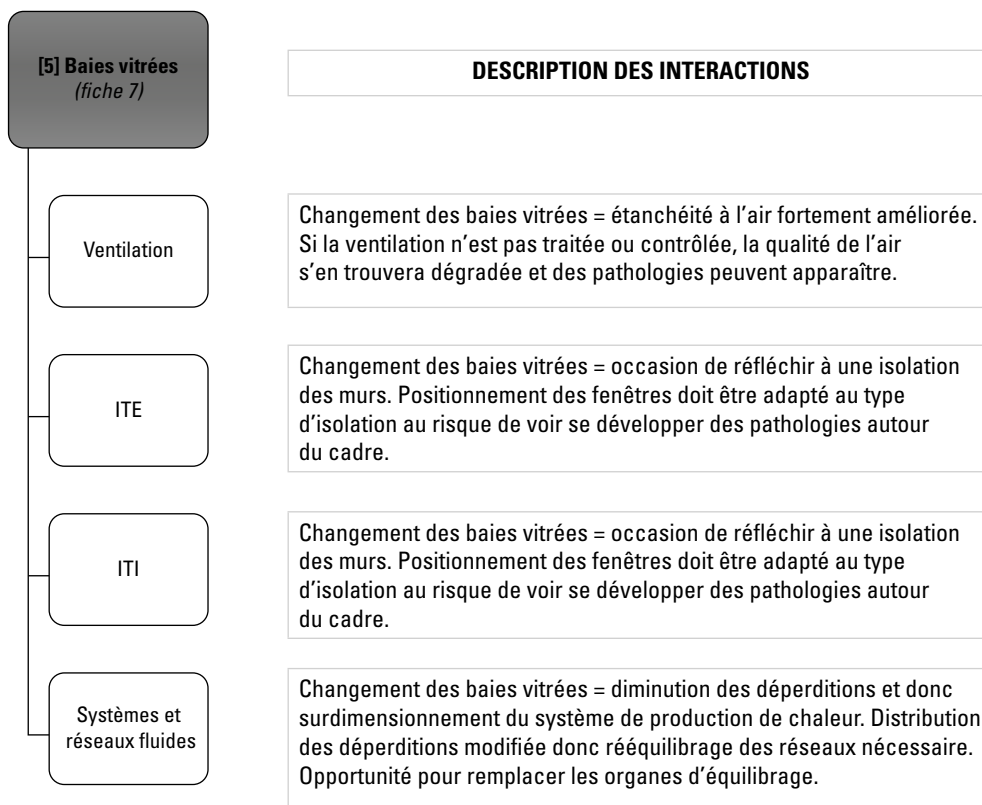 [5] Baies vitrées
(fiche 7)
DESCRIPTION DES INTERACTIONS
Ventilation
Changement des baies vitrées = étanchéité à l’air fortement améliorée.
Si la ventilation n’est pas traitée ou contrôlée, la qualité de l’air
s’en trouvera dégradée et des pathologies peuvent apparaître.
ITE
Changement des baies vitrées = occasion de réfléchir à une isolation
des murs. Positionnement des fenêtres doit être adapté au type
d’isolation au risque de voir se développer des pathologies autour
du cadre.
ITI
Changement des baies vitrées = occasion de réfléchir à une isolation
des murs. Positionnement des fenêtres doit être adapté au type
d’isolation au risque de voir se développer des pathologies autour
du cadre.
Systèmes et
réseaux fluides
Changement des baies vitrées = diminution des déperditions et donc
surdimensionnement du système de production de chaleur. Distribution
des déperditions modifiée donc rééquilibrage des réseaux nécessaire.
Opportunité pour remplacer les organes d’équilibrage.